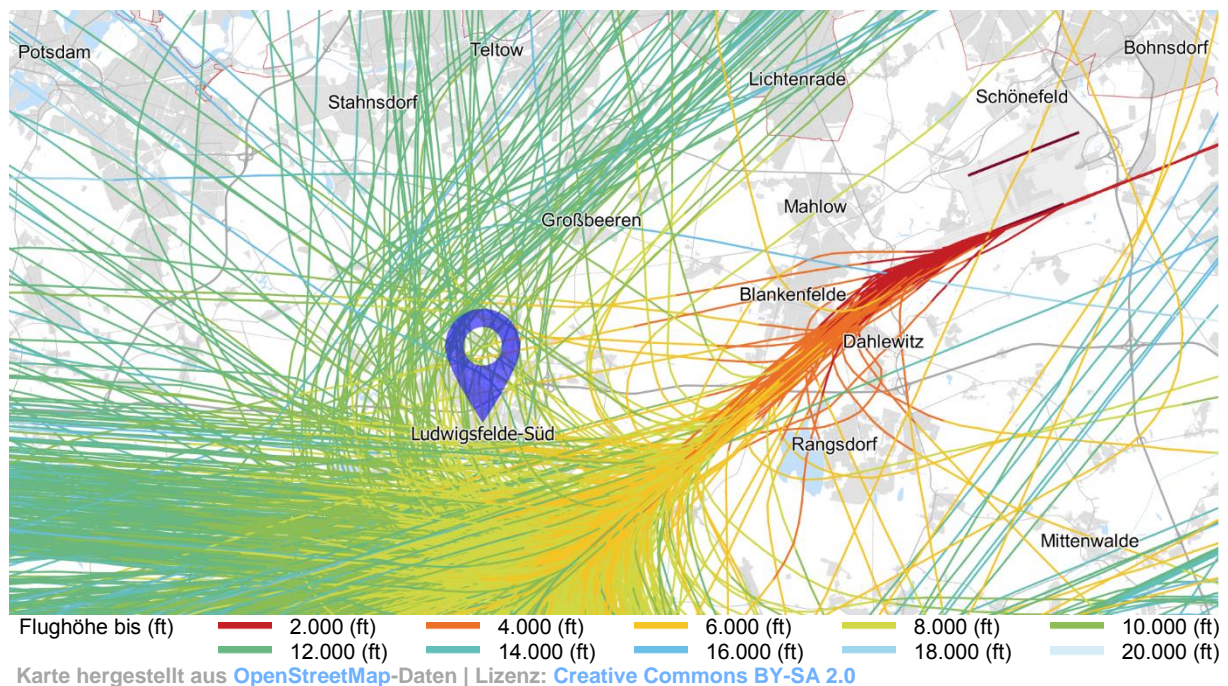 Potsdam
Teltow
Bohnsdorf
Lichtenrade
Stahnsdorf
Schönefeld
Mahlow
Großbeeren
Blankenfelde
Dahlewitz
Ludwigsfelde-Süd
Rangsdorf
Mittenwalde
Flughöhe bis (ft) 2.000 (ft) 4.000 (ft) 6.000 (ft) 8.000 (ft) 10.000 (ft)
12.000 (ft) 14.000 (ft) 16.000 (ft) 18.000 (ft) 20.000 (ft)
Karte hergestellt aus OpenStreetMap-Daten | Lizenz: Creative Commons BY-SA 2.0